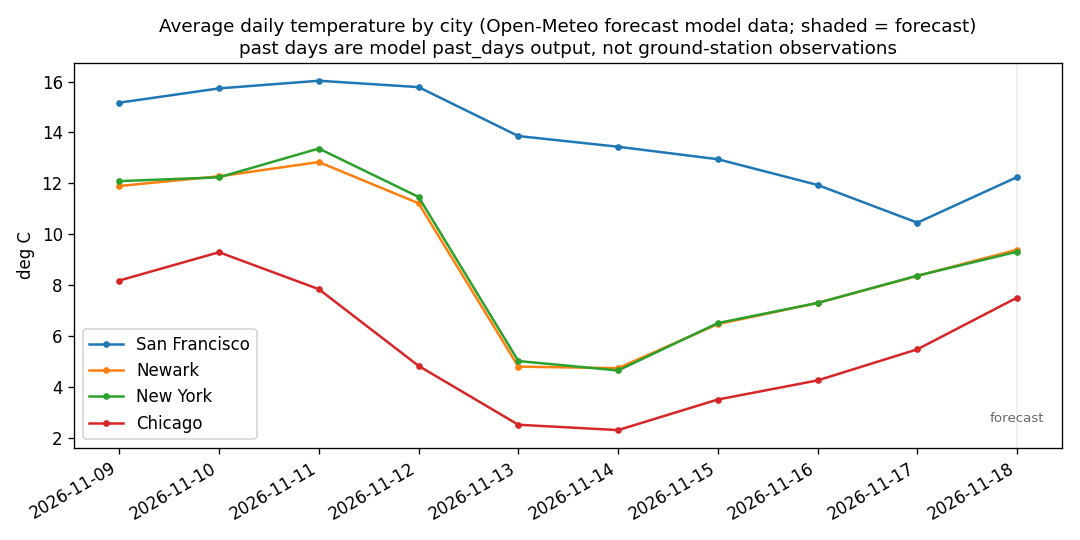 Average daily temperature by city (Open-Meteo forecast model data; shaded = forecast)
past days are model past_days output, not ground-station observations
deg C
16
14
12
10
8
6
4
2
San Francisco
Newark
New York
Chicago
forecast
2026-11-09
2026-11-10
2026-11-11
2026-11-12
2026-11-13
2026-11-14
2026-11-15
2026-11-16
2026-11-17
2026-11-18